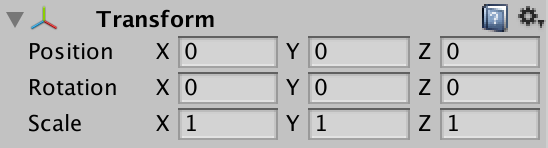 Transform
Position X 0 Y 0 Z 0
Rotation X 0 Y 0 Z 0
Scale X 1 Y 1 Z 1